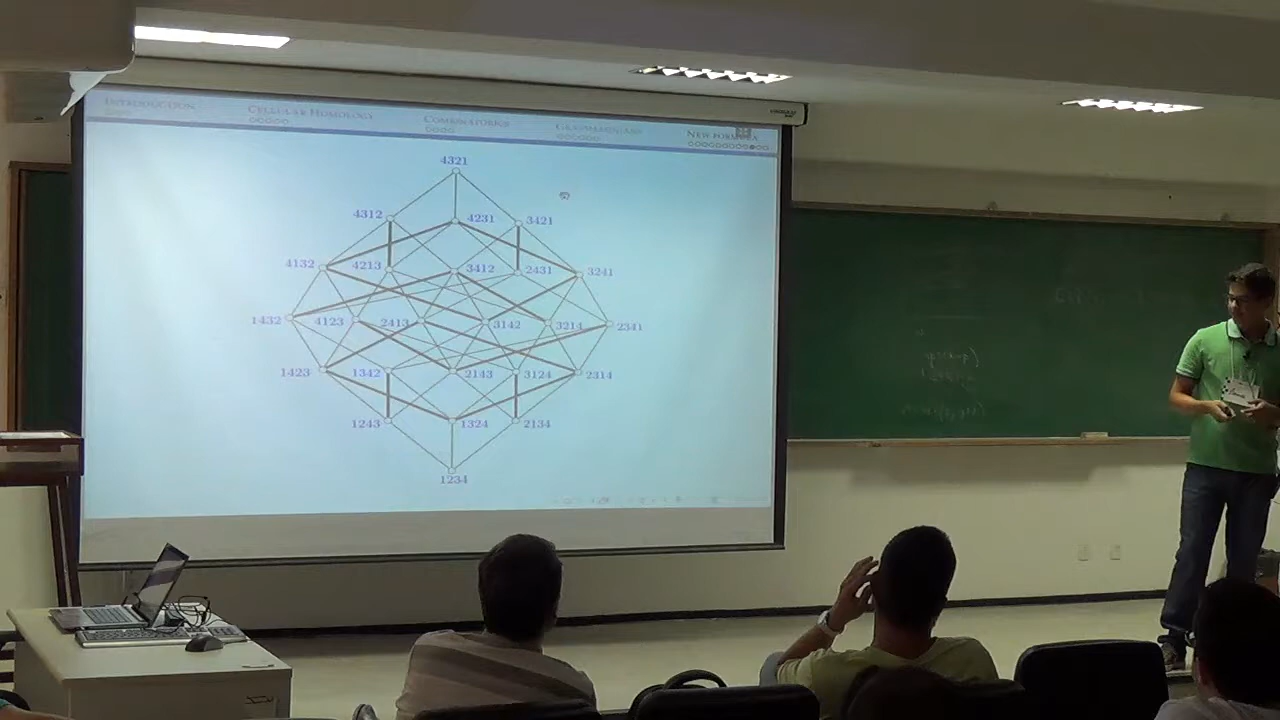 INTRODUCTION CELLULAR HOMOLOGY COMBINATORICS GRASSMANNIANS NEW FORMULA
4321
4312 4231 3421
4132 4213 3412 2431 3241
1432 4123 2413 3142 3214 2341
1423 1342 2143 3124 2314
1243 1324 2134
1234